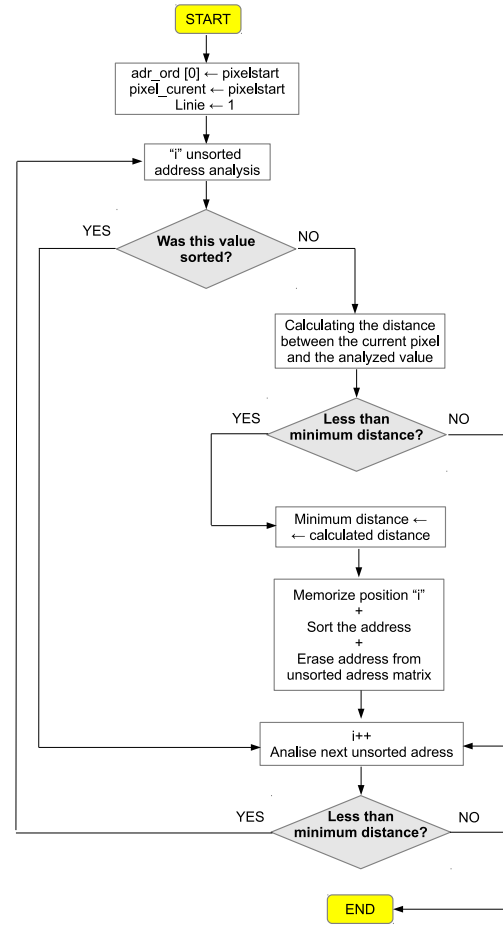 START
adr_ord [0] ← pixelstart
pixel_curent ← pixelstart
Linie ← 1
“i” unsorted
address analysis
YES
NO
Was this value
sorted?
Calculating the distance
between the current pixel
and the analyzed value
YES
NO
Less than
minimum distance?
Minimum distance ←
← calculated distance
Memorize position “i”
+
Sort the address
+
Erase address from
unsorted adress matrix
i++
Analise next unsorted adress
YES
NO
Less than
minimum distance?
END